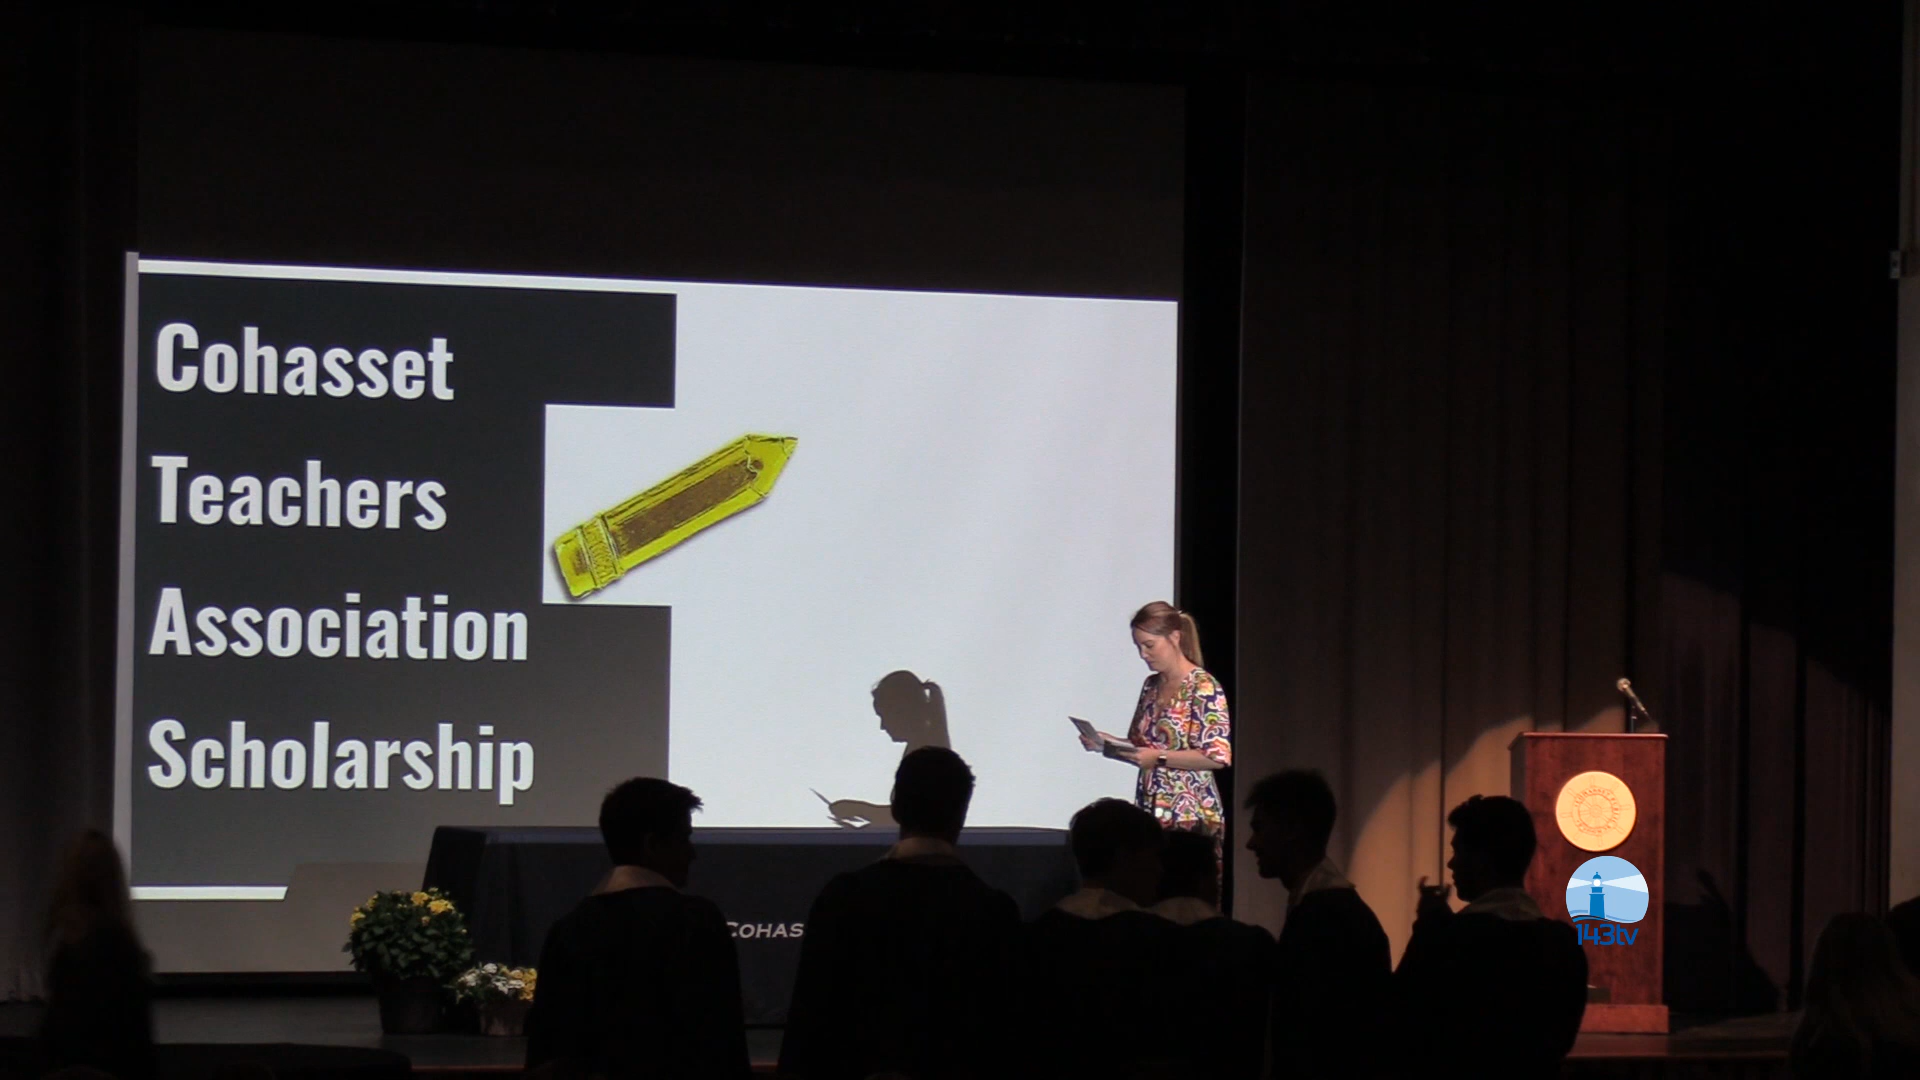 Cohasset
Teachers
Association
Scholarship
COHAS
143tv